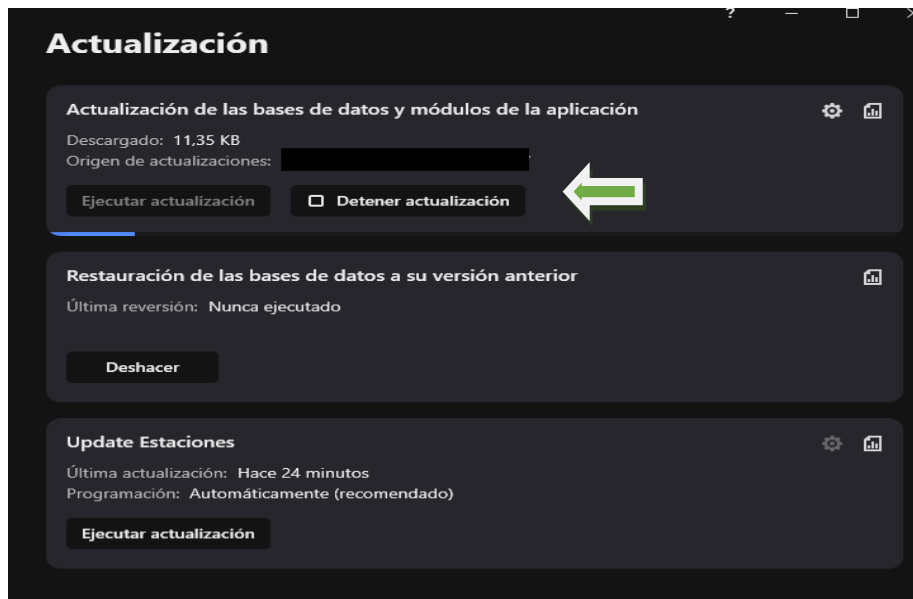 ?
Actualización
Actualización de las bases de datos y módulos de la aplicación
Descargado: 11,35 KB
Origen de actualizaciones:
Ejecutar actualización
Detener actualización
Restauración de las bases de datos a su versión anterior
Última reversión: Nunca ejecutado
Deshacer
Update Estaciones
Última actualización: Hace 24 minutos
Programación: Automáticamente (recomendado)
Ejecutar actualización